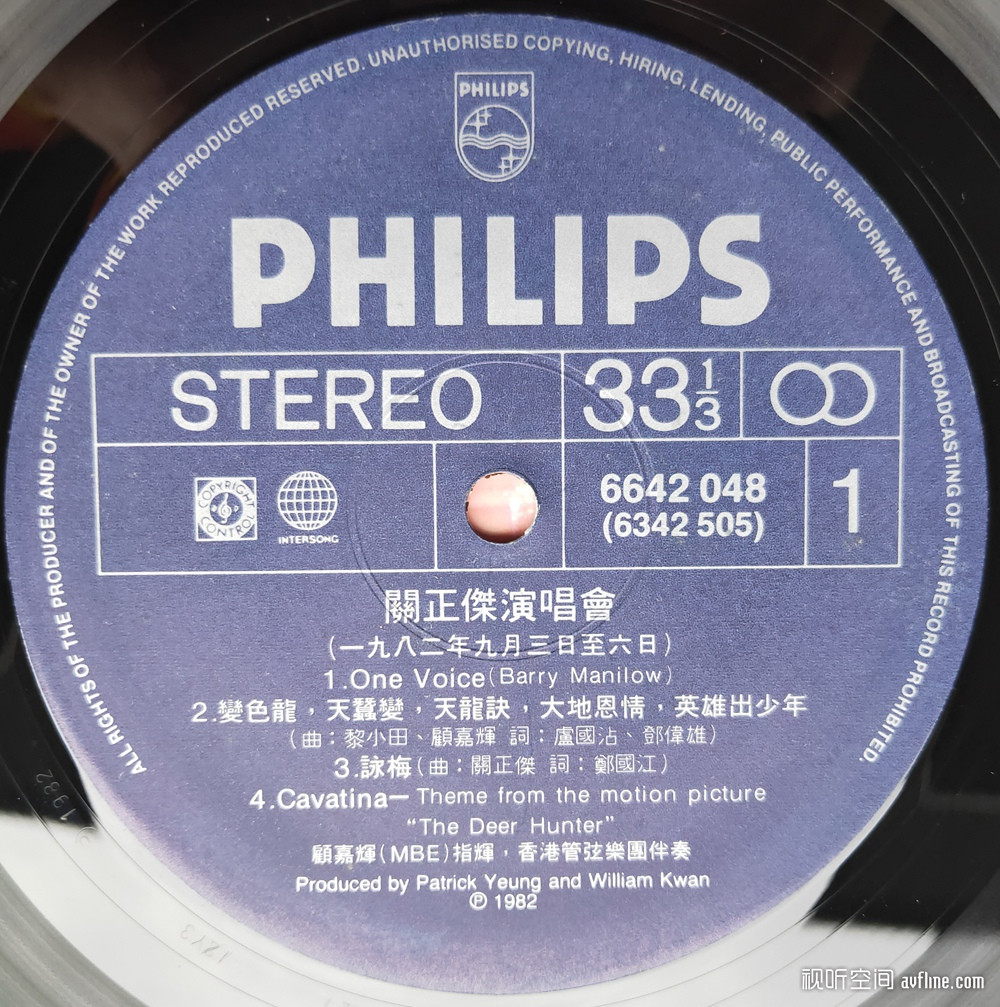 ALL RIGHTS OF THE PRODUCER AND OF THE OWNER OF THE WORK REPRODUCED RESERVED. UNAUTHORISED COPYING, HIRING, LENDING, PUBLIC PERFORMANCE AND BROADCASTING OF THIS RECORD PROHIBITED.
PHILIPS
PHILIPS
STEREO 33 1/3
COPYRIGHT CONTROL
INTERSONG
6642 048
(6342 505)
1
關正傑演唱會
(一九八二年九月三日至六日)
1.One Voice(Barry Manilow)
2.變色龍，天蠶變，天龍訣，大地恩情，英雄出少年
(曲：黎小田、顧嘉輝 詞：盧國沾、鄧偉雄)
3.詠梅(曲：關正傑 詞：鄭國江)
4.Cavatina—Theme from the motion picture
"The Deer Hunter"
顧嘉輝(MBE)指輝，香港管弦樂團伴奏
Produced by Patrick Yeung and William Kwan
℗ 1982
1982
视听空间 avfline.com